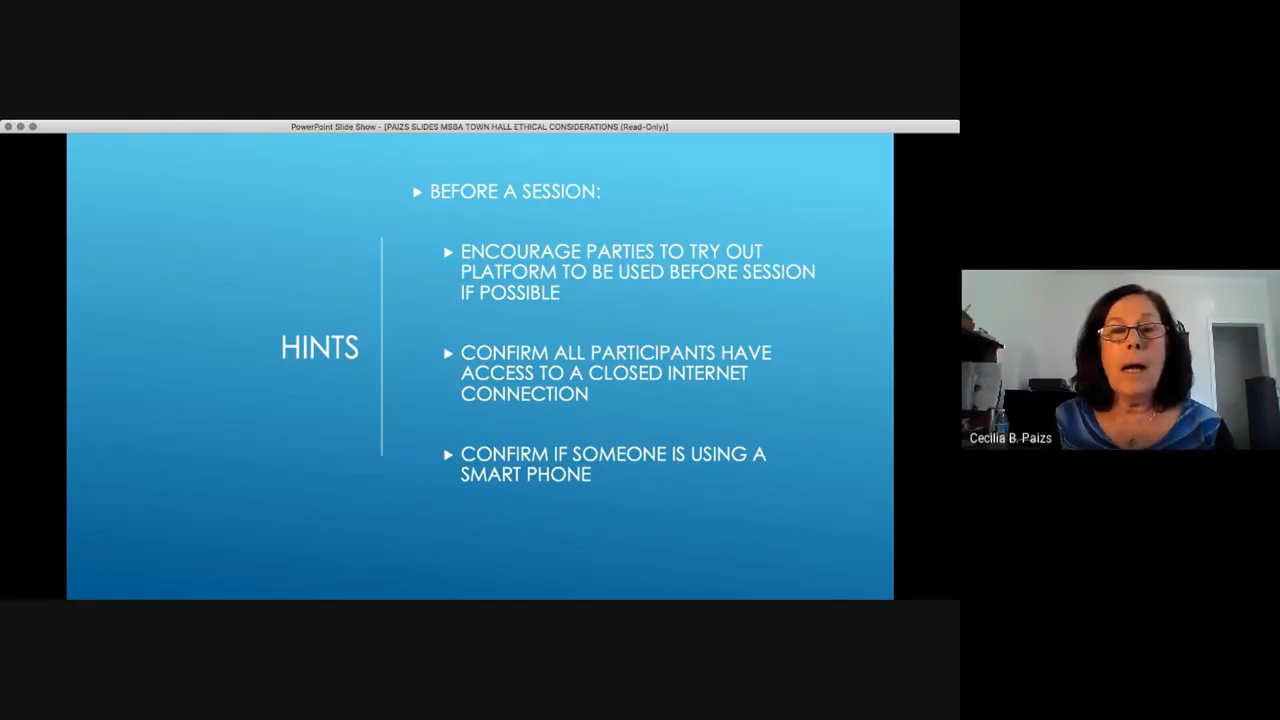 PowerPoint Slide Show - [PAIZS SLIDES MSBA TOWN HALL ETHICAL CONSIDERATIONS (Read-Only)]
HINTS
BEFORE A SESSION:
ENCOURAGE PARTIES TO TRY OUT
PLATFORM TO BE USED BEFORE SESSION
IF POSSIBLE
CONFIRM ALL PARTICIPANTS HAVE
ACCESS TO A CLOSED INTERNET
CONNECTION
CONFIRM IF SOMEONE IS USING A
SMART PHONE
Cecilia B. Paizs